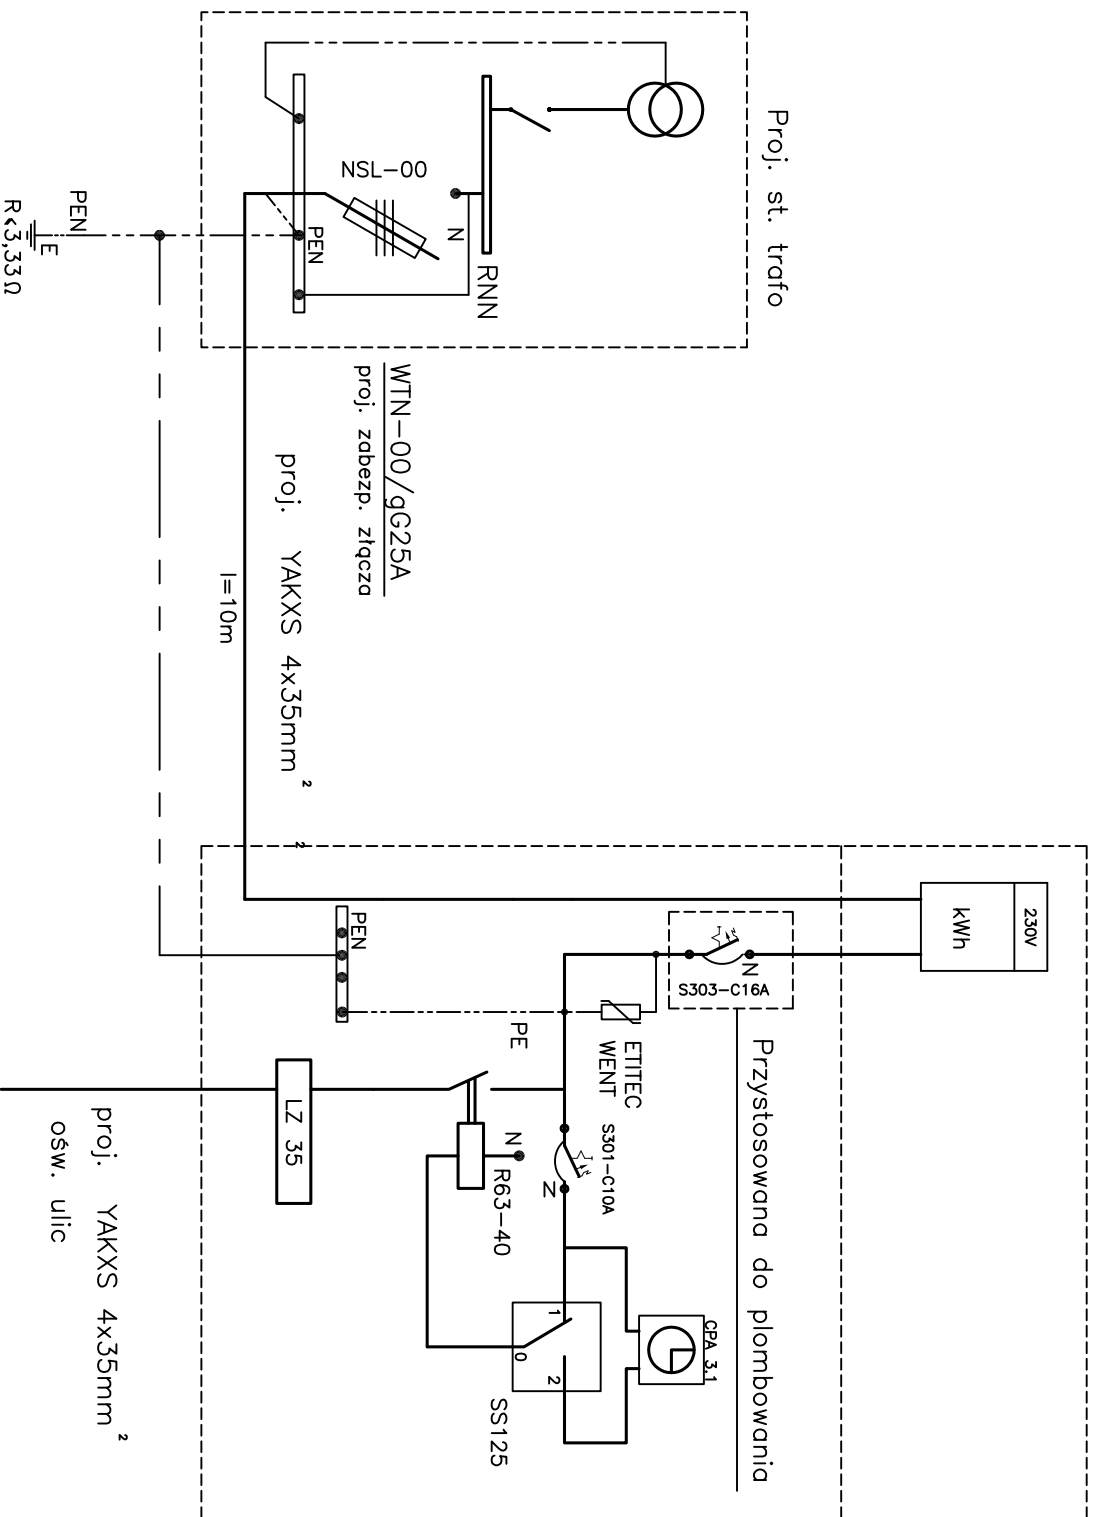 Proj. st. trafo
RNN
N
NSL-00
PEN
PEN
E
R<3,33Ω
WTN-00/gG25A
proj. zabezp. złącza
proj. YAKXS 4x35mm²
l=10m
2
230V
kWh
N
S303-C16A
Przystosowana do plombowania
PEN
PE
ETITEC
WENT
S301-C10A
N
N
R63-40
LZ 35
CPA 3.1
1
0
2
SS125
proj. YAKXS 4x35mm²
ośw. ulic